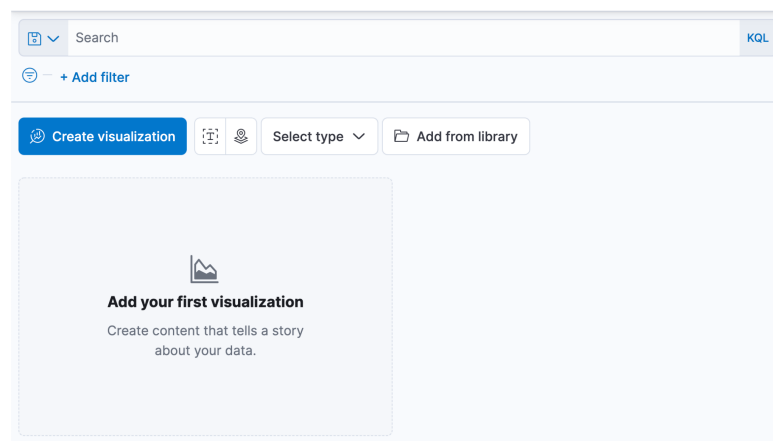 Search
KQL
+ Add filter
Create visualization
Select type
Add from library
Add your first visualization
Create content that tells a story
about your data.